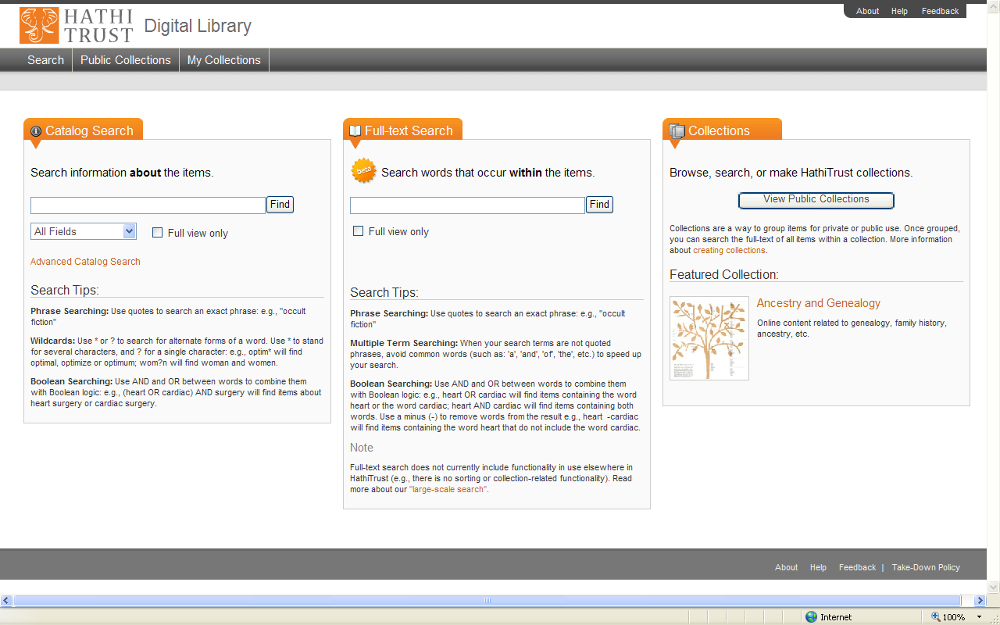 HATHI
TRUST
Digital Library
About Help Feedback
Search Public Collections My Collections
Catalog Search
Search information about the items.
Find
All Fields
Full view only
Advanced Catalog Search
Search Tips:
Phrase Searching: Use quotes to search an exact phrase: e.g., "occult
fiction"
Wildcards: Use * or ? to search for alternate forms of a word. Use * to stand
for several characters, and ? for a single character: e.g., optim* will find
optimal, optimize or optimum; wom?n will find woman and women.
Boolean Searching: Use AND and OR between words to combine them
with Boolean logic: e.g., (heart OR cardiac) AND surgery will find items about
heart surgery or cardiac surgery.
Full-text Search
beta
Search words that occur within the items.
Find
Full view only
Search Tips:
Phrase Searching: Use quotes to search an exact phrase: e.g., "occult
fiction"
Multiple Term Searching: When your search terms are not quoted
phrases, avoid common words (such as: 'a', 'and', 'of', 'the', etc.) to speed up
your search.
Boolean Searching: Use AND and OR between words to combine them
with Boolean logic: e.g., heart OR cardiac will find items containing the word
heart or the word cardiac; heart AND cardiac will find items containing both
words. Use a minus (-) to remove words from the result e.g., heart -cardiac
will find items containing the word heart that do not include the word cardiac.
Note
Full-text search does not currently include functionality in use elsewhere in
HathiTrust (e.g., there is no sorting or collection-related functionality). Read
more about our "large-scale search".
Collections
Browse, search, or make HathiTrust collections.
View Public Collections
Collections are a way to group items for private or public use. Once grouped,
you can search the full-text of all items within a collection. More information
about creating collections.
Featured Collection:
Ancestry and Genealogy
Online content related to genealogy, family history,
ancestry, etc.
About Help Feedback | Take-Down Policy
Internet 100%